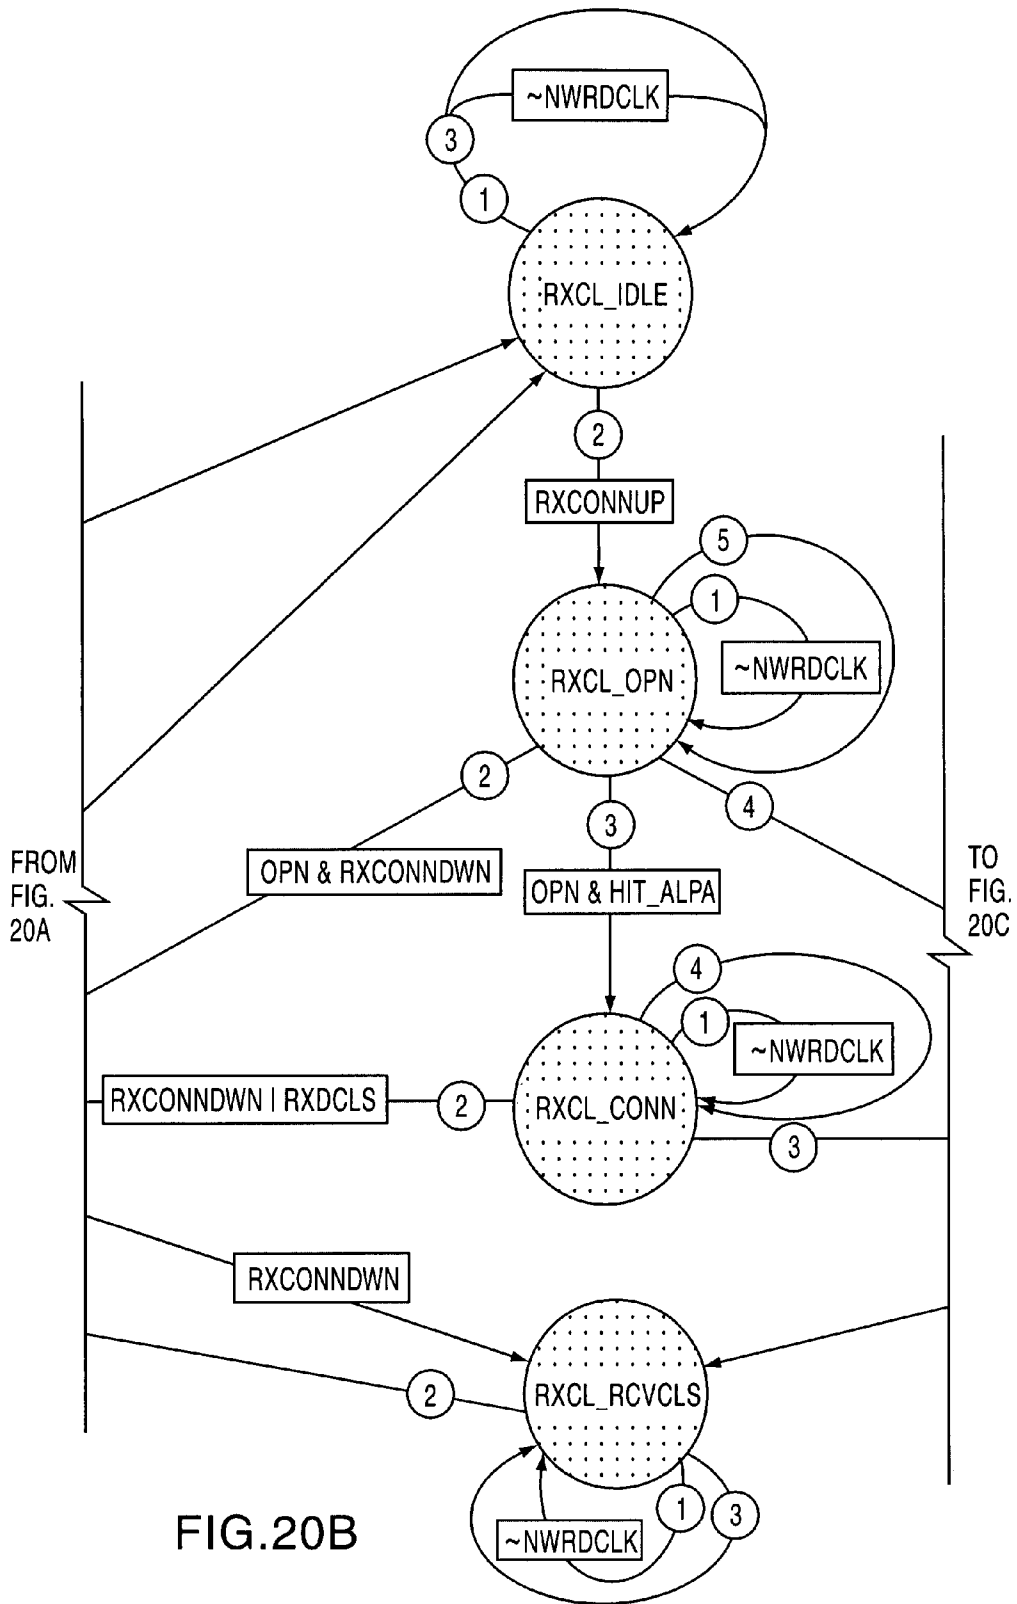 ~NWRDCLK
3
1
RXCL_IDLE
2
RXCONNUP
5
1
~NWRDCLK
RXCL_OPN
2
3
4
FROM
FIG.
20A
OPN & RXCONNDWN
OPN & HIT_ALPA
TO
FIG.
20C
4
1
~NWRDCLK
RXCONNDWN | RXDCLS
2
RXCL_CONN
3
RXCONNDWN
2
RXCL_RCVCLS
1
3
~NWRDCLK
FIG.20B